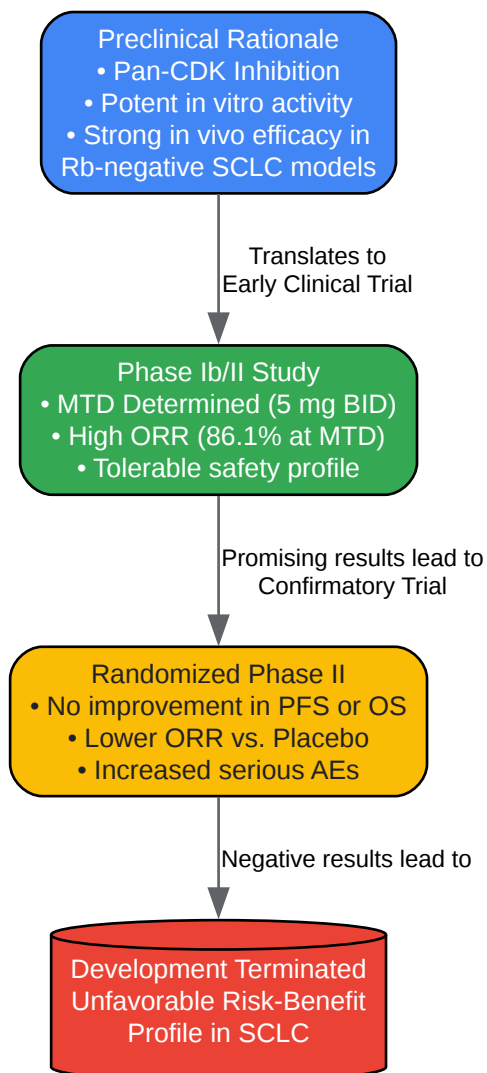 Preclinical Rationale
• Pan-CDK Inhibition
• Potent in vitro activity
• Strong in vivo efficacy in
Rb-negative SCLC models
Translates to
Early Clinical Trial
Phase Ib/II Study
• MTD Determined (5 mg BID)
• High ORR (86.1% at MTD)
• Tolerable safety profile
Promising results lead to
Confirmatory Trial
Randomized Phase II
• No improvement in PFS or OS
• Lower ORR vs. Placebo
• Increased serious AEs
Negative results lead to
Development Terminated
Unfavorable Risk-Benefit
Profile in SCLC